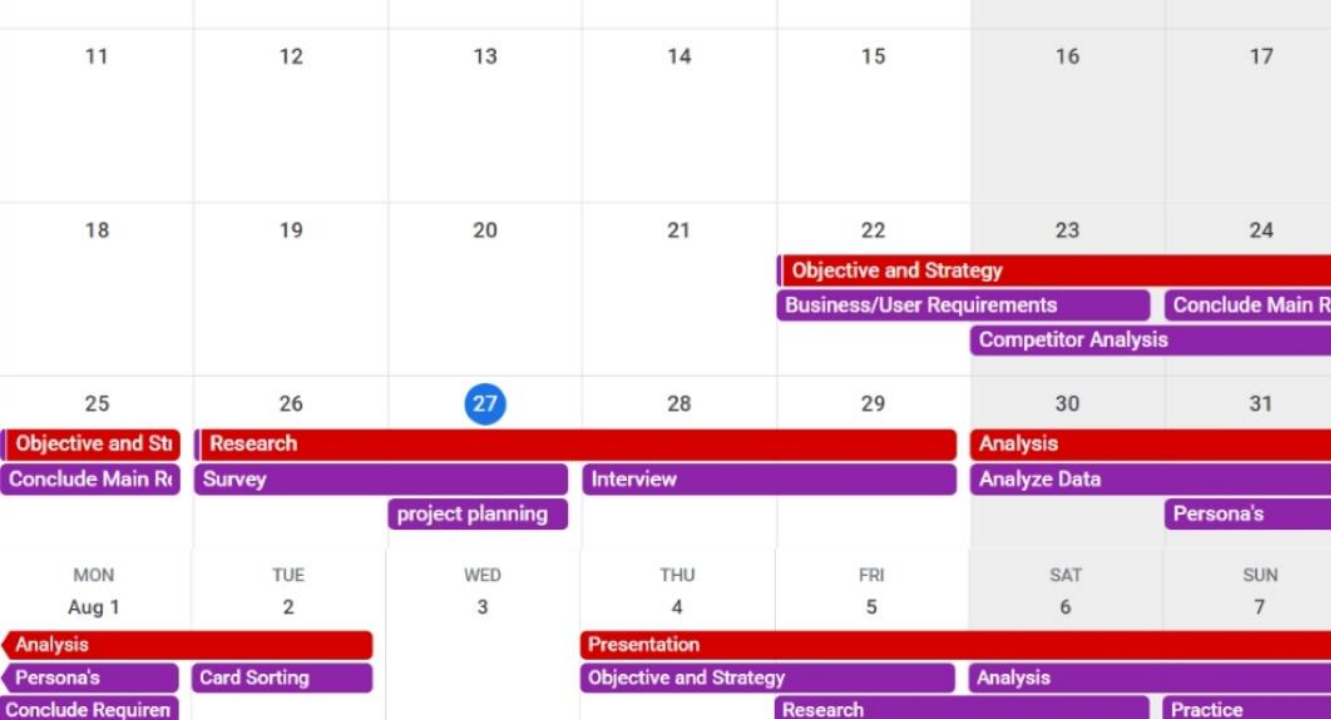 11 12 13 14 15 16 17
18 19 20 21 22 23 24
Objective and Strategy
Business/User Requirements Conclude Main R
Competitor Analysis
25 26 27 28 29 30 31
Objective and Str Research Analysis
Conclude Main Re Survey Interview Analyze Data
project planning Persona's
MON TUE WED THU FRI SAT SUN
Aug 1 2 3 4 5 6 7
Analysis Presentation
Persona's Card Sorting Objective and Strategy Analysis
Conclude Requirem Research Practice